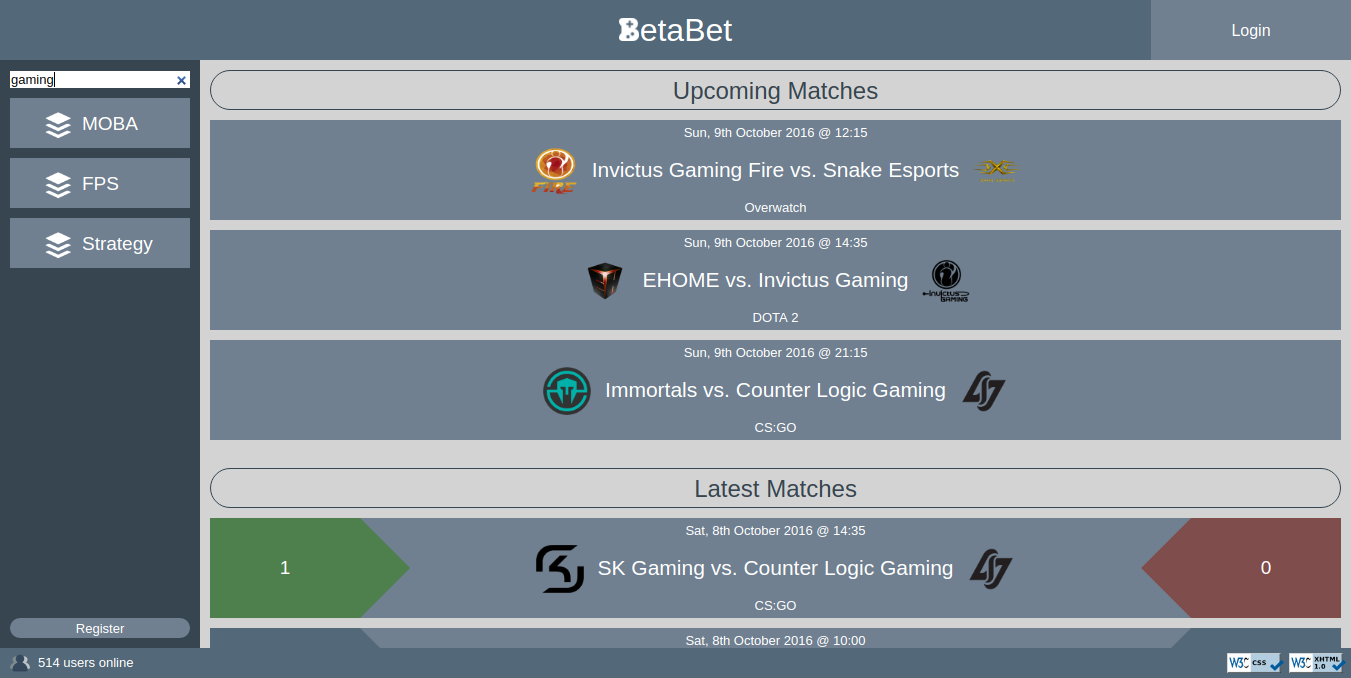 BetaBet
Login
gaming
MOBA
FPS
Strategy
Register
Upcoming Matches
Sun, 9th October 2016 @ 12:15
FIRE
Invictus Gaming Fire vs. Snake Esports
Overwatch
Sun, 9th October 2016 @ 14:35
EHOME vs. Invictus Gaming
INVICTUS
GAMING
DOTA 2
Sun, 9th October 2016 @ 21:15
Immortals vs. Counter Logic Gaming
CS:GO
Latest Matches
Sat, 8th October 2016 @ 14:35
1
SK Gaming vs. Counter Logic Gaming
0
CS:GO
Sat, 8th October 2016 @ 10:00
514 users online
W3C css
W3C XHTML 1.0